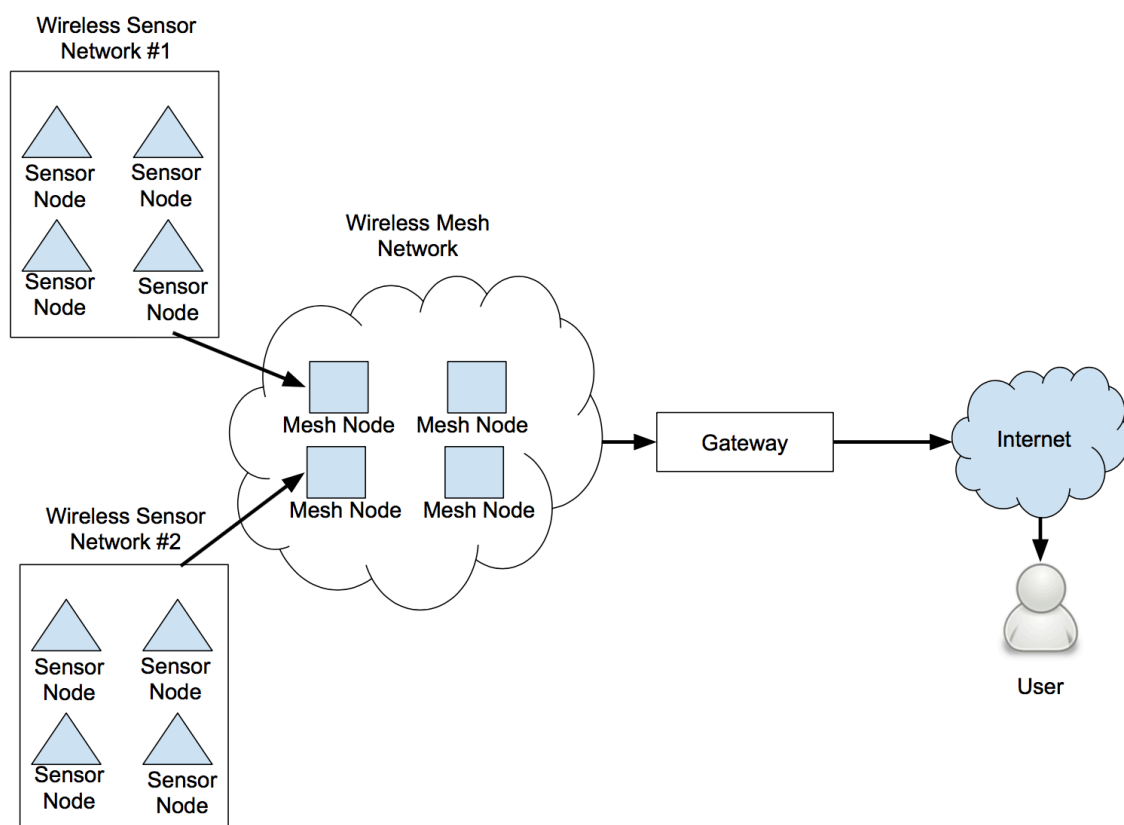 Wireless Sensor
Network #1
Sensor
Node
Sensor
Node
Sensor
Node
Sensor
Node
Wireless Mesh
Network
Mesh Node
Mesh Node
Mesh Node
Mesh Node
Gateway
Internet
User
Wireless Sensor
Network #2
Sensor
Node
Sensor
Node
Sensor
Node
Sensor
Node